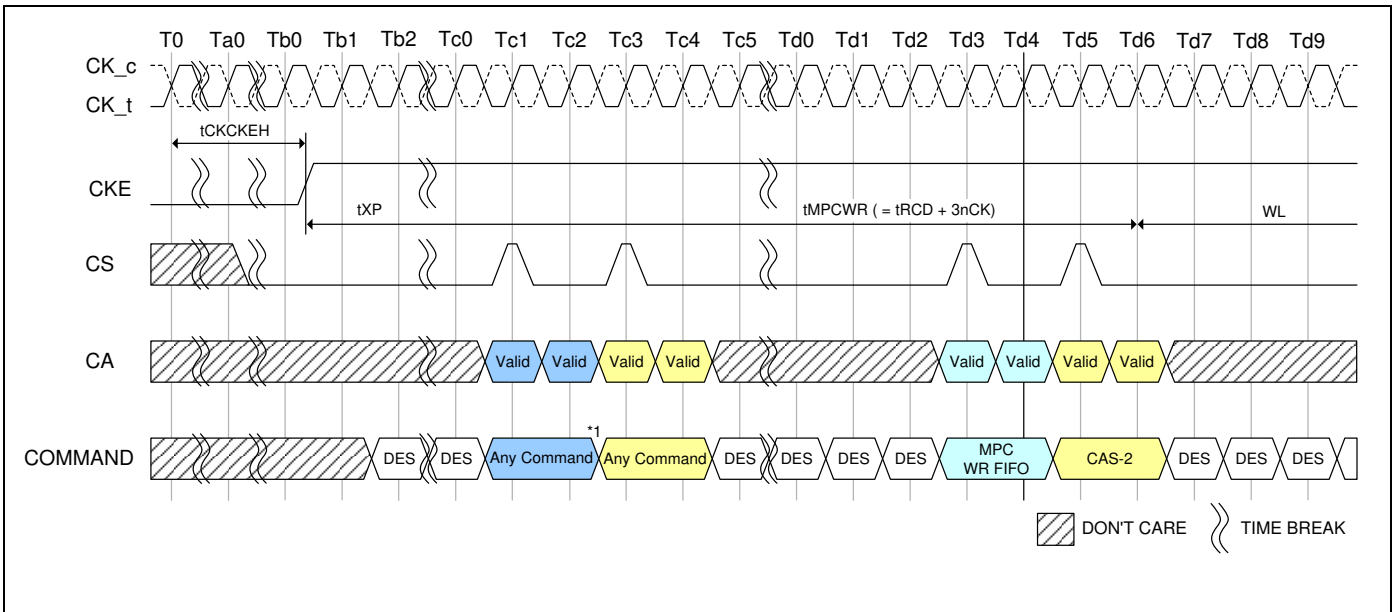 T0 Ta0 Tb0 Tb1 Tb2 Tc0 Tc1 Tc2 Tc3 Tc4 Tc5 Td0 Td1 Td2 Td3 Td4 Td5 Td6 Td7 Td8 Td9
CK_c
CK_t
tCKCKEH
CKE
tXP tMPCWR ( = tRCD + 3nCK) WL
CS
CA Valid Valid Valid Valid Valid Valid Valid Valid
*1
COMMAND DES DES Any Command Any Command DES DES DES DES MPC WR FIFO CAS-2 DES DES DES
DON'T CARE TIME BREAK